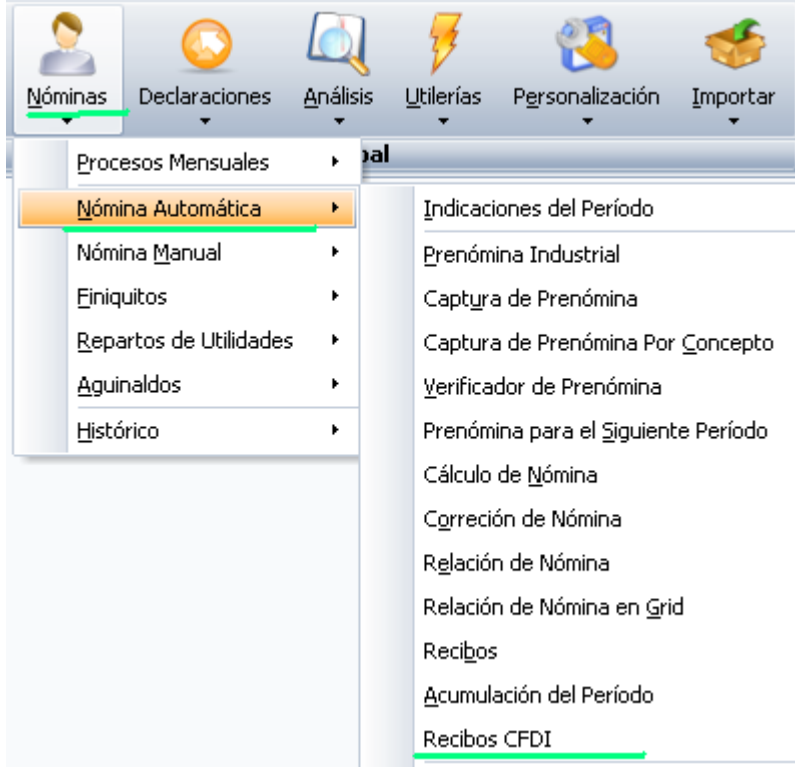 Nóminas Declaraciones Análisis Utilerías Personalización Importar
Procesos Mensuales
Nómina Automática
Nómina Manual
Finiquitos
Repartos de Utilidades
Aguinaldos
Histórico
Indicaciones del Período
Prenómina Industrial
Captura de Prenómina
Captura de Prenómina Por Concepto
Verificador de Prenómina
Prenómina para el Siguiente Período
Cálculo de Nómina
Correción de Nómina
Relación de Nómina
Relación de Nómina en Grid
Recibos
Acumulación del Período
Recibos CFDI